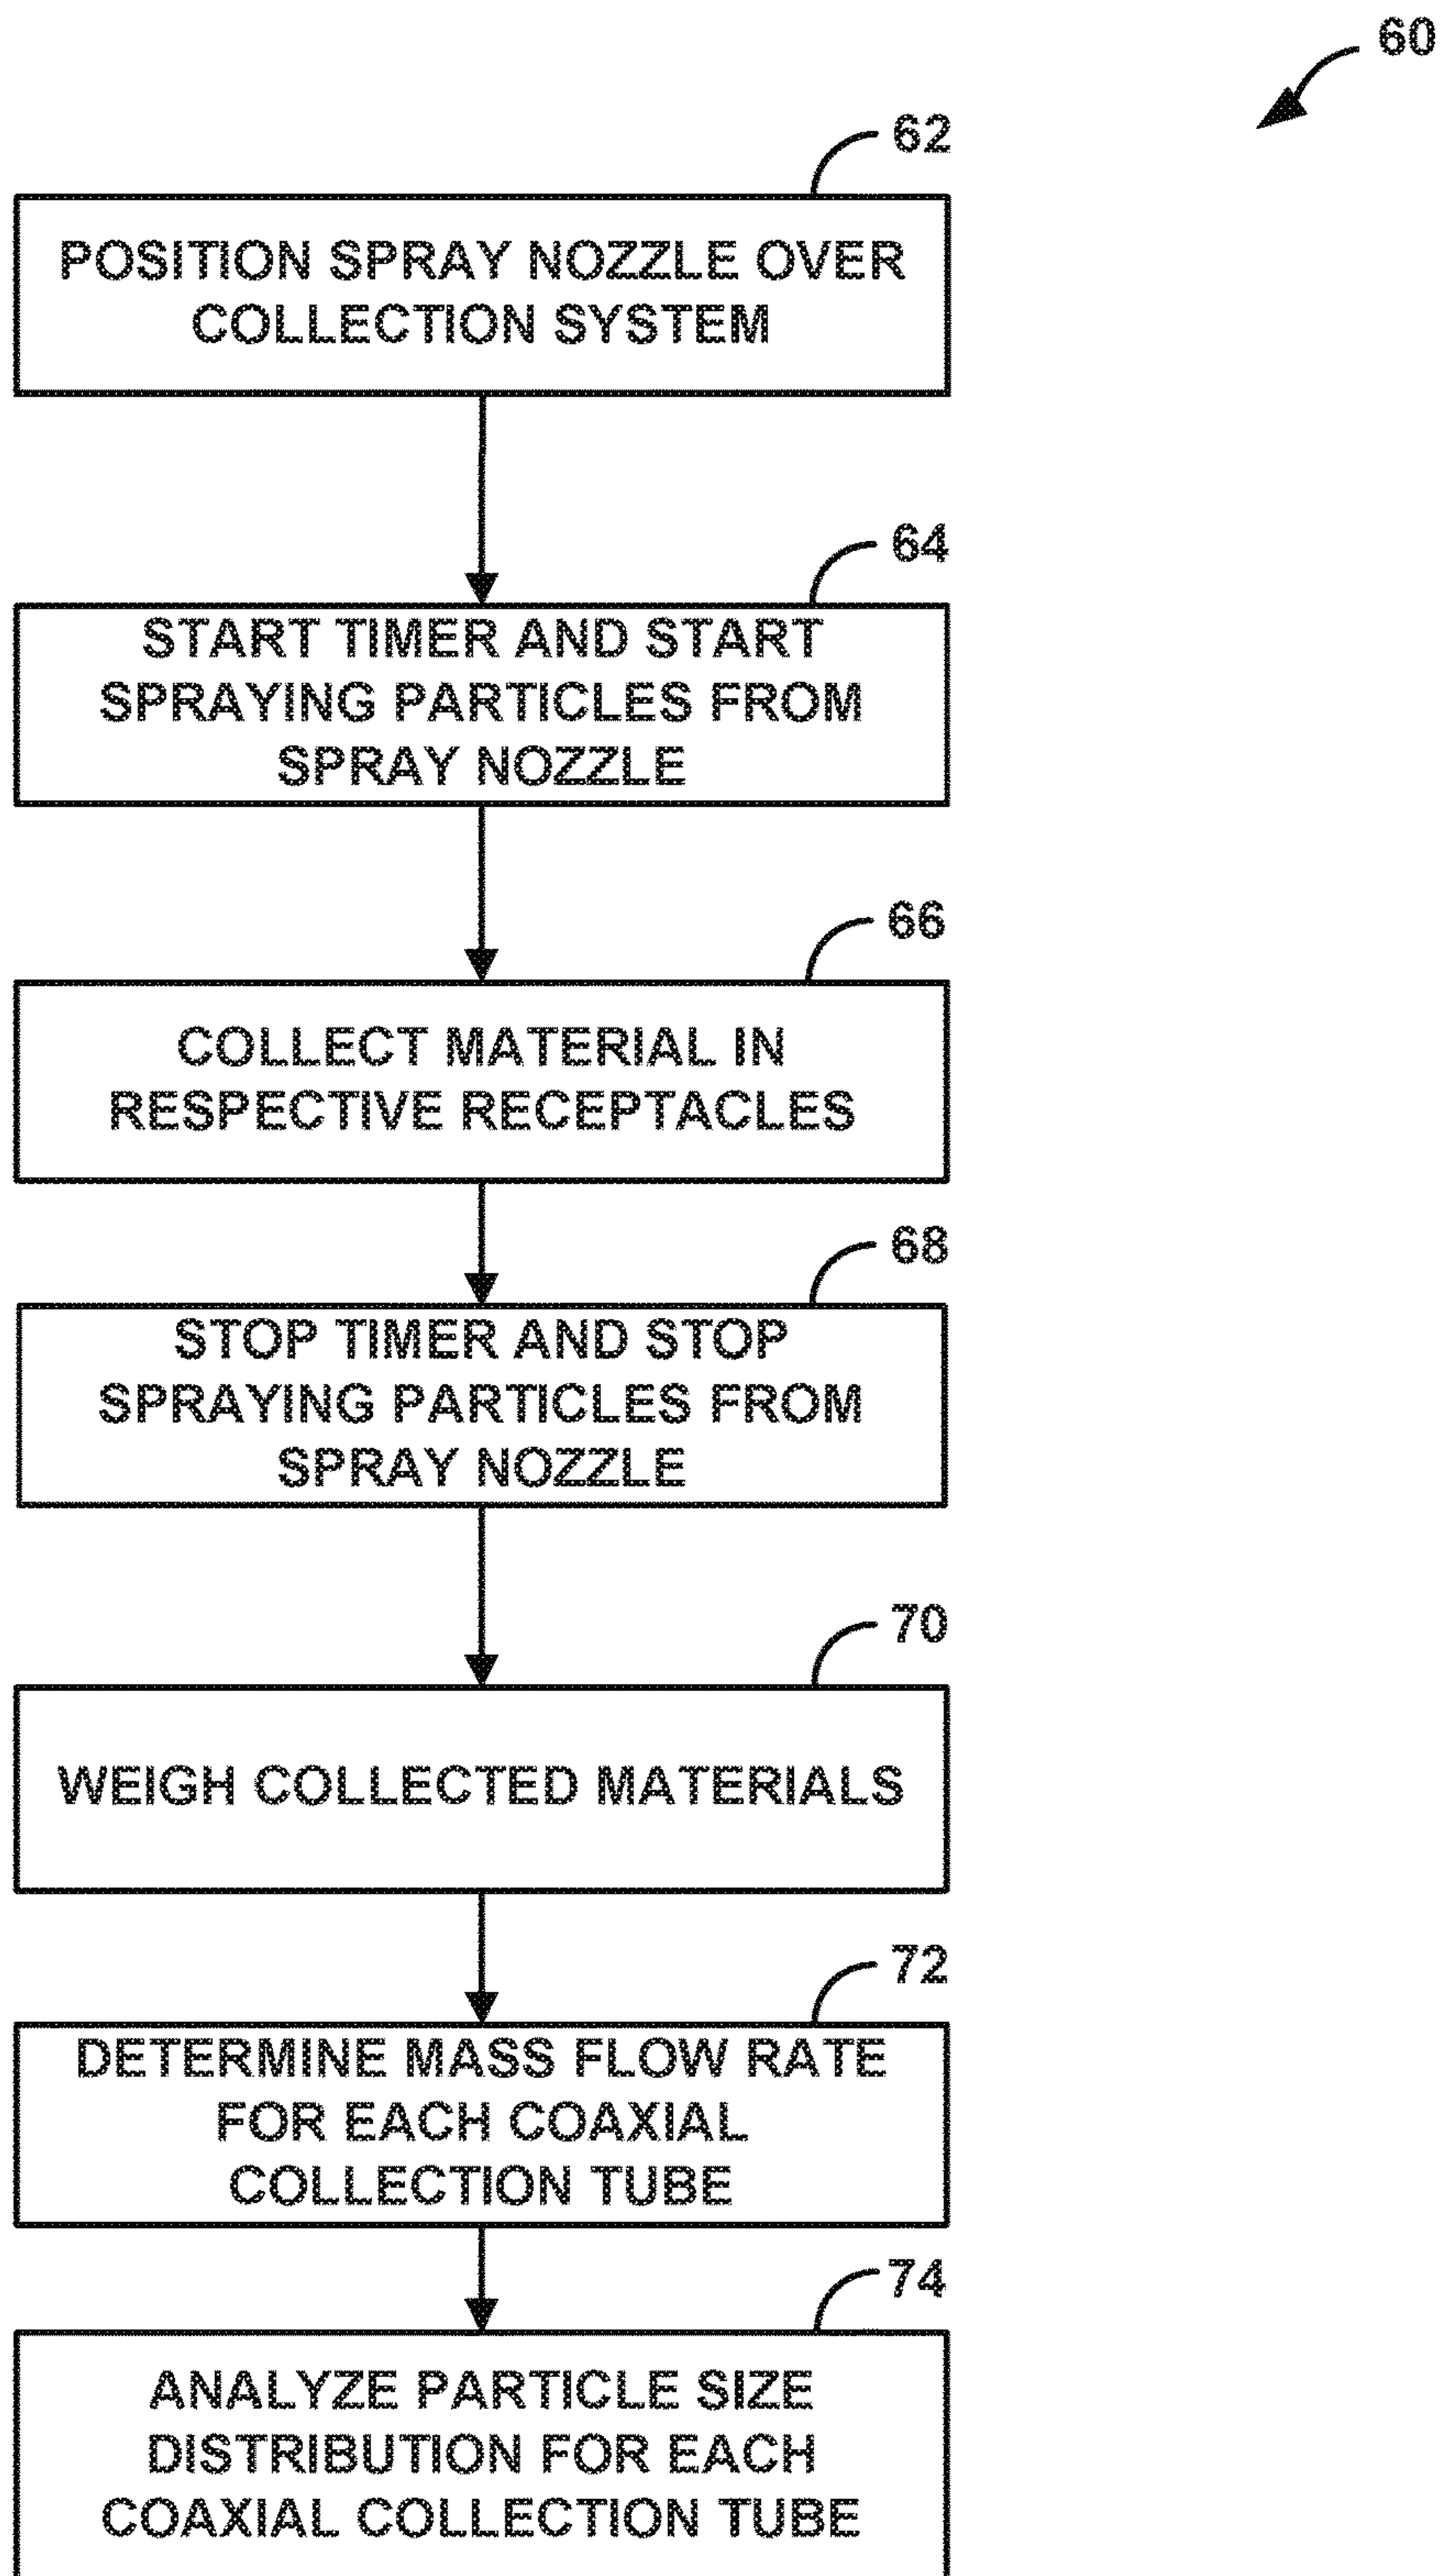 60
62
POSITION SPRAY NOZZLE OVER
COLLECTION SYSTEM
64
START TIMER AND START
SPRAYING PARTICLES FROM
SPRAY NOZZLE
66
COLLECT MATERIAL IN
RESPECTIVE RECEPTACLES
68
STOP TIMER AND STOP
SPRAYING PARTICLES FROM
SPRAY NOZZLE
70
WEIGH COLLECTED MATERIALS
72
DETERMINE MASS FLOW RATE
FOR EACH COAXIAL
COLLECTION TUBE
74
ANALYZE PARTICLE SIZE
DISTRIBUTION FOR EACH
COAXIAL COLLECTION TUBE